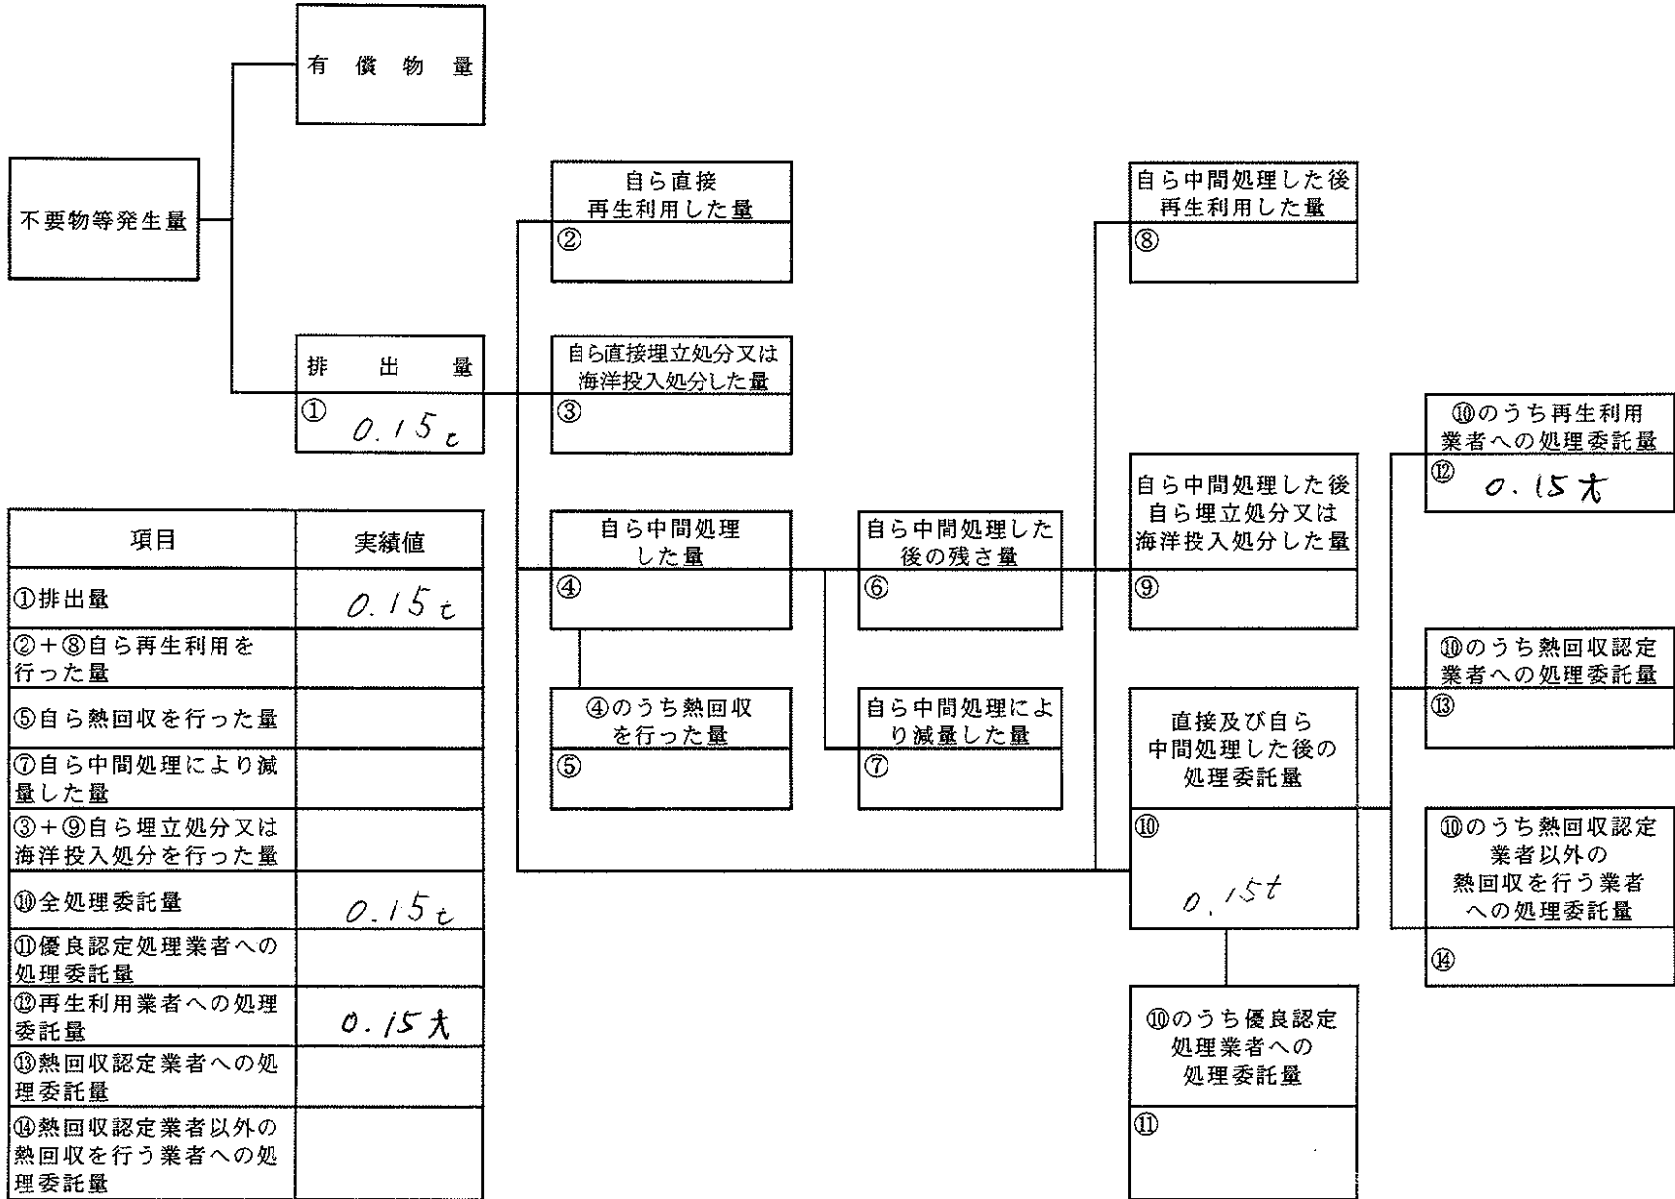 有償物量
不要物等発生量
自ら直接
再生利用した量
②
自ら中間処理した後
再生利用した量
⑧
排出量
① 0.15t
自ら直接埋立処分又は
海洋投入処分した量
③
⑩のうち再生利用
業者への処理委託量
⑫ 0.15t
自ら中間処理
した量
④
自ら中間処理した
後の残さ量
⑥
自ら中間処理した後
自ら埋立処分又は
海洋投入処分した量
⑨
⑩のうち熱回収認定
業者への処理委託量
⑬
④のうち熱回収
を行った量
⑤
自ら中間処理によ
り減量した量
⑦
直接及び自ら
中間処理した後の
処理委託量
⑩
0.15t
⑩のうち熱回収認定
業者以外の
熱回収を行う業者
への処理委託量
⑭
⑩のうち優良認定
処理業者への
処理委託量
⑪
項目 実績値
①排出量 0.15t
②+⑧自ら再生利用を
行った量
⑤自ら熱回収を行った量
⑦自ら中間処理により減
量した量
③+⑨自ら埋立処分又は
海洋投入処分を行った量
⑩全処理委託量 0.15t
⑪優良認定処理業者への
処理委託量
⑫再生利用業者への処理
委託量 0.15t
⑬熱回収認定業者への処
理委託量
⑭熱回収認定業者以外の
熱回収を行う業者への処
理委託量